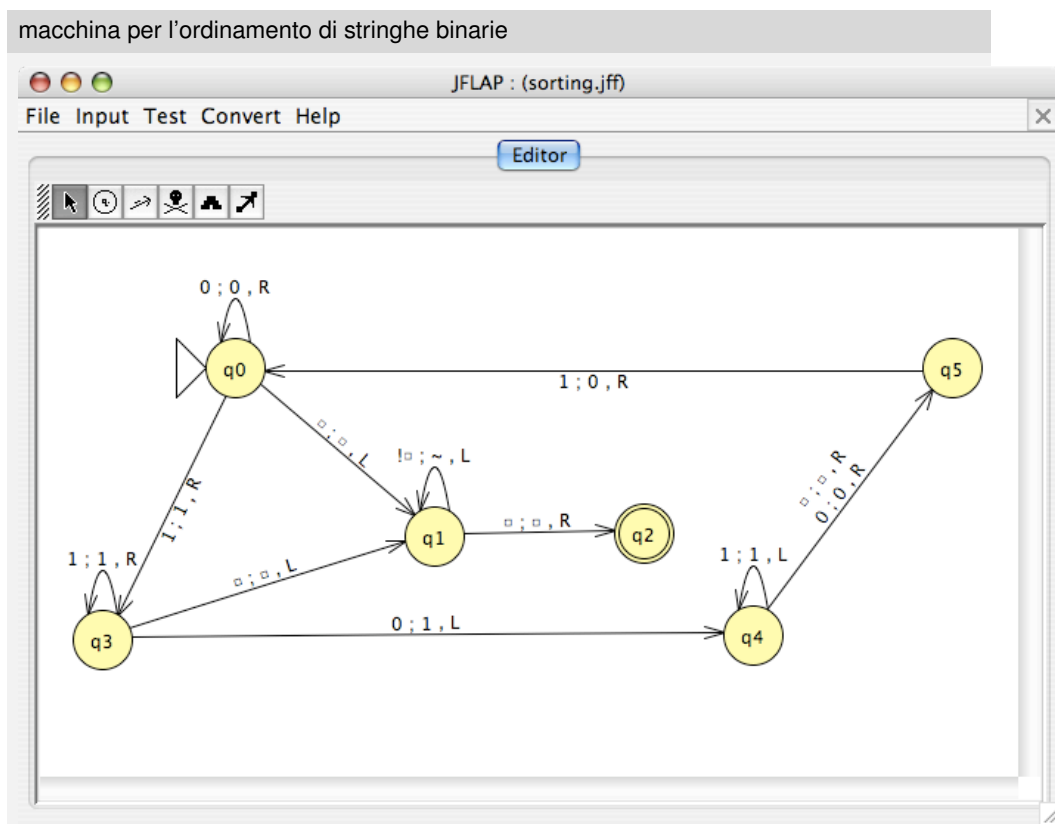 macchina per l'ordinamento di stringhe binarie
JFLAP : (sorting.jff)
File Input Test Convert Help
Editor
0 ; 0 , R
q0
q5
1 ; 0 , R
□ ; □ , L
!□ ; ~ , L
□ ; □ , R
0 ; 0 , R
1 ; 1 , R
q1
□ ; □ , R
q2
1 ; 1 , R
□ ; □ , L
1 ; 1 , L
q3
0 ; 1 , L
q4